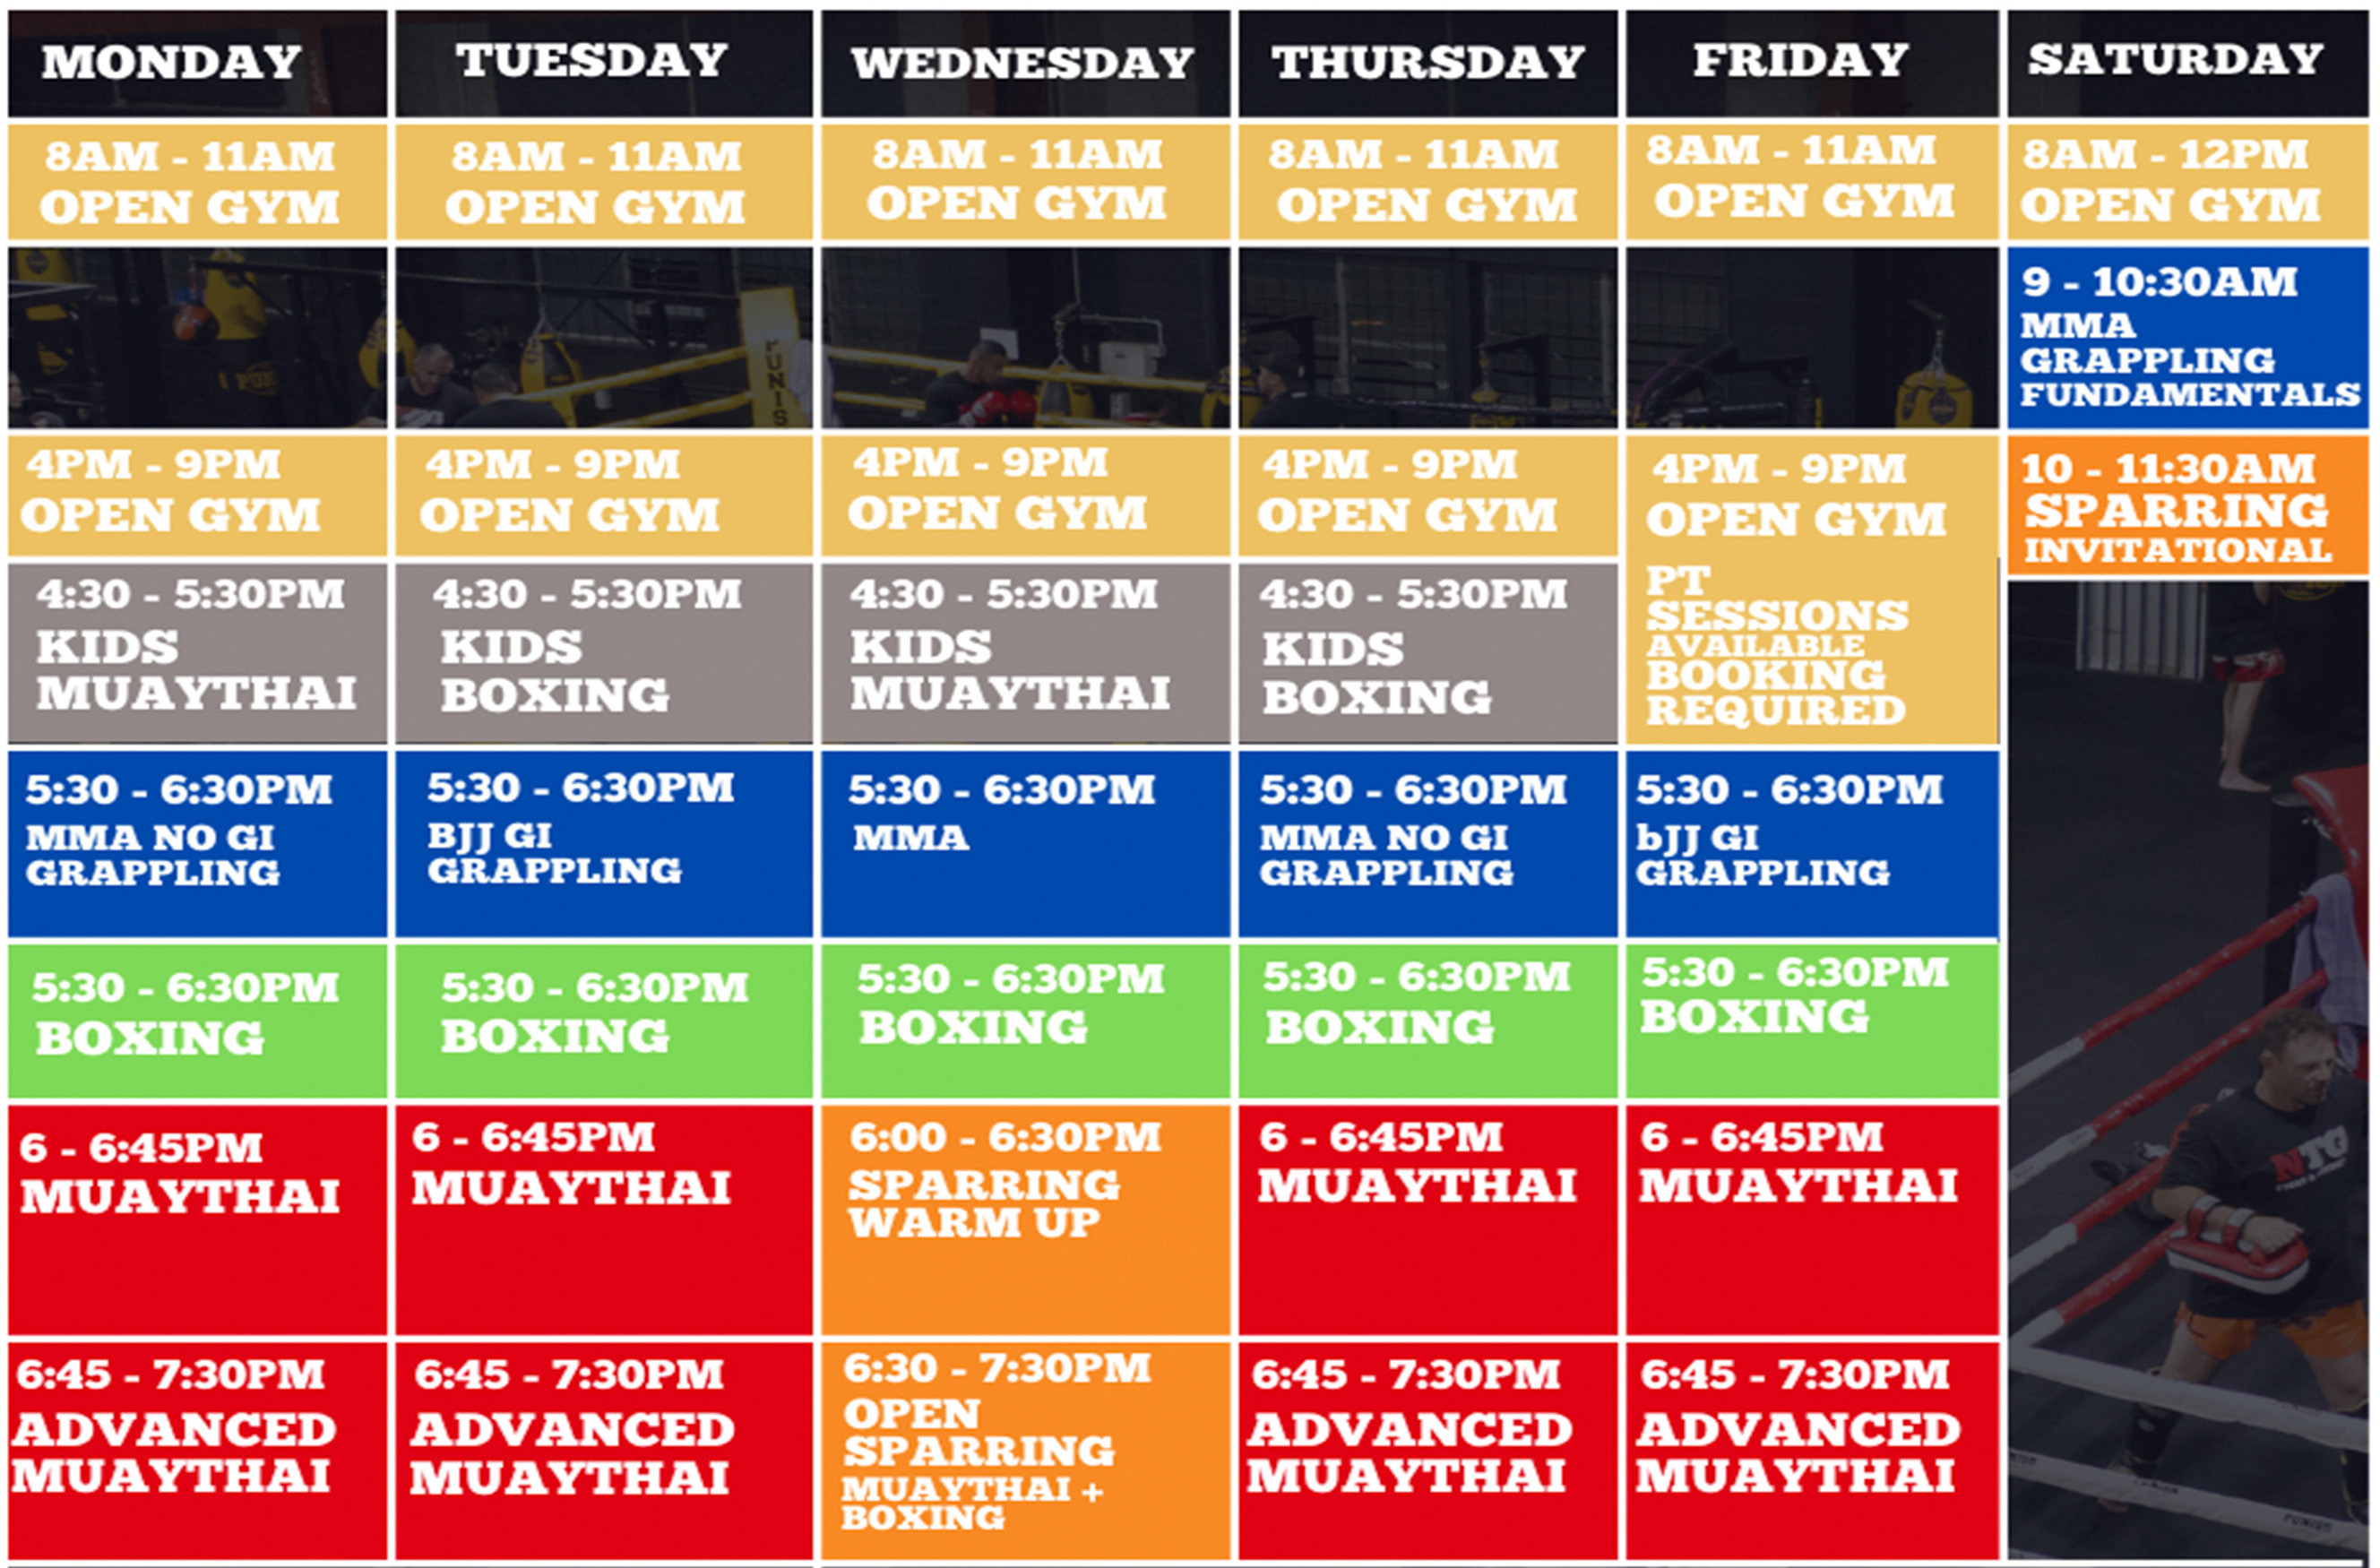 MONDAY
TUESDAY
WEDNESDAY
THURSDAY
FRIDAY
SATURDAY
8AM - 11AM
OPEN GYM
8AM - 11AM
OPEN GYM
8AM - 11AM
OPEN GYM
8AM - 11AM
OPEN GYM
8AM - 11AM
OPEN GYM
8AM - 12PM
OPEN GYM
FUNIS
9 - 10:30AM
MMA
GRAPPLING
FUNDAMENTALS
4PM - 9PM
OPEN GYM
4PM - 9PM
OPEN GYM
4PM - 9PM
OPEN GYM
4PM - 9PM
OPEN GYM
4PM - 9PM
OPEN GYM
PT
SESSIONS
AVAILABLE
BOOKING
REQUIRED
10 - 11:30AM
SPARRING
INVITATIONAL
4:30 - 5:30PM
KIDS
MUAYTHAI
4:30 - 5:30PM
KIDS
BOXING
4:30 - 5:30PM
KIDS
MUAYTHAI
4:30 - 5:30PM
KIDS
BOXING
5:30 - 6:30PM
MMA NO GI
GRAPPLING
5:30 - 6:30PM
BJJ GI
GRAPPLING
5:30 - 6:30PM
MMA
5:30 - 6:30PM
MMA NO GI
GRAPPLING
5:30 - 6:30PM
bJJ GI
GRAPPLING
5:30 - 6:30PM
BOXING
5:30 - 6:30PM
BOXING
5:30 - 6:30PM
BOXING
5:30 - 6:30PM
BOXING
5:30 - 6:30PM
BOXING
6 - 6:45PM
MUAYTHAI
6 - 6:45PM
MUAYTHAI
6:00 - 6:30PM
SPARRING
WARM UP
6 - 6:45PM
MUAYTHAI
6 - 6:45PM
MUAYTHAI
NTG
6:45 - 7:30PM
ADVANCED
MUAYTHAI
6:45 - 7:30PM
ADVANCED
MUAYTHAI
6:30 - 7:30PM
OPEN
SPARRING
MUAYTHAI +
BOXING
6:45 - 7:30PM
ADVANCED
MUAYTHAI
6:45 - 7:30PM
ADVANCED
MUAYTHAI